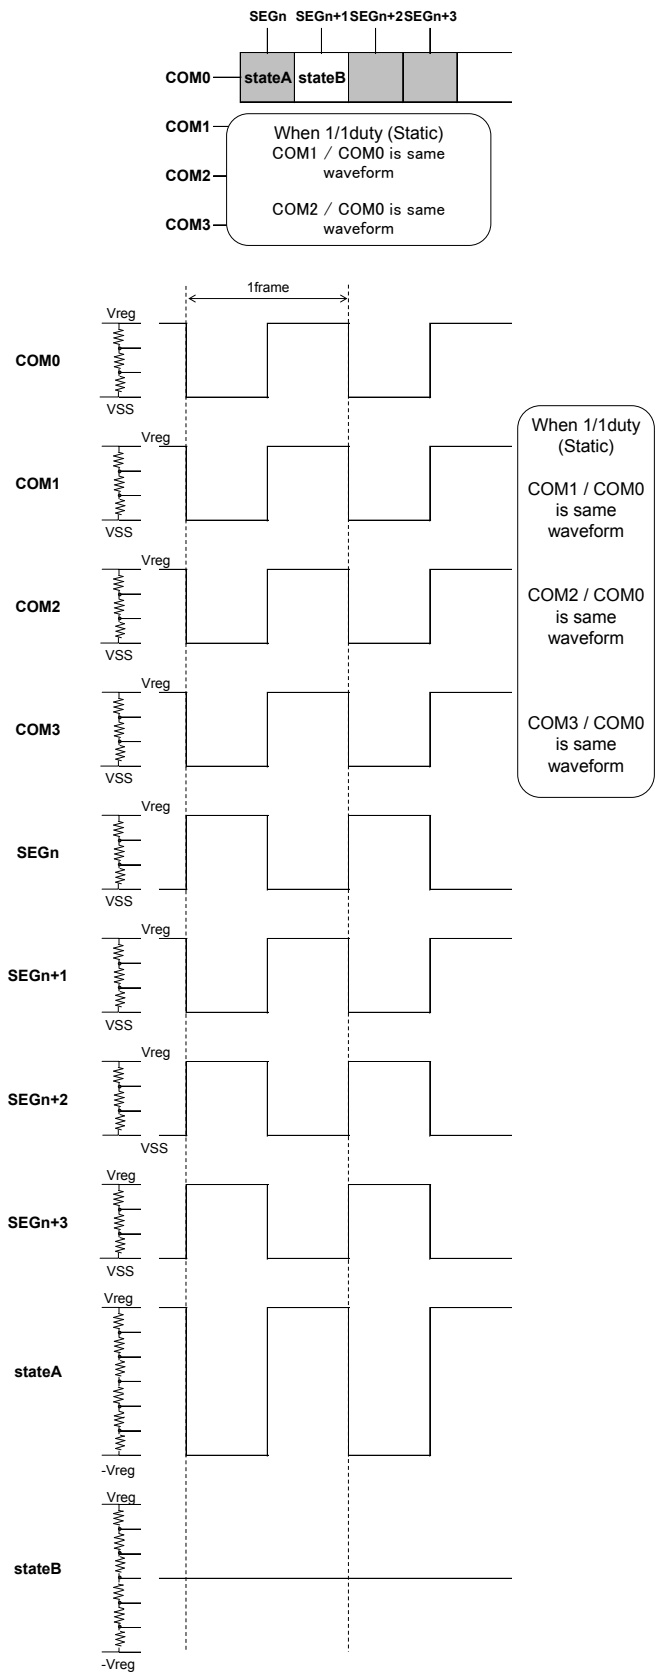 SEGn SEGn+1 SEGn+2 SEGn+3
COM0 stateA stateB
COM1
COM2
COM3
When 1/1duty (Static)
COM1 / COM0 is same
waveform
COM2 / COM0 is same
waveform
1frame
Vreg
COM0
VSS
Vreg
COM1
VSS
Vreg
COM2
VSS
Vreg
COM3
VSS
When 1/1duty
(Static)
COM1 / COM0
is same
waveform
COM2 / COM0
is same
waveform
COM3 / COM0
is same
waveform
Vreg
SEGn
VSS
Vreg
SEGn+1
VSS
Vreg
SEGn+2
VSS
Vreg
SEGn+3
VSS
Vreg
stateA
-Vreg
Vreg
stateB
-Vreg